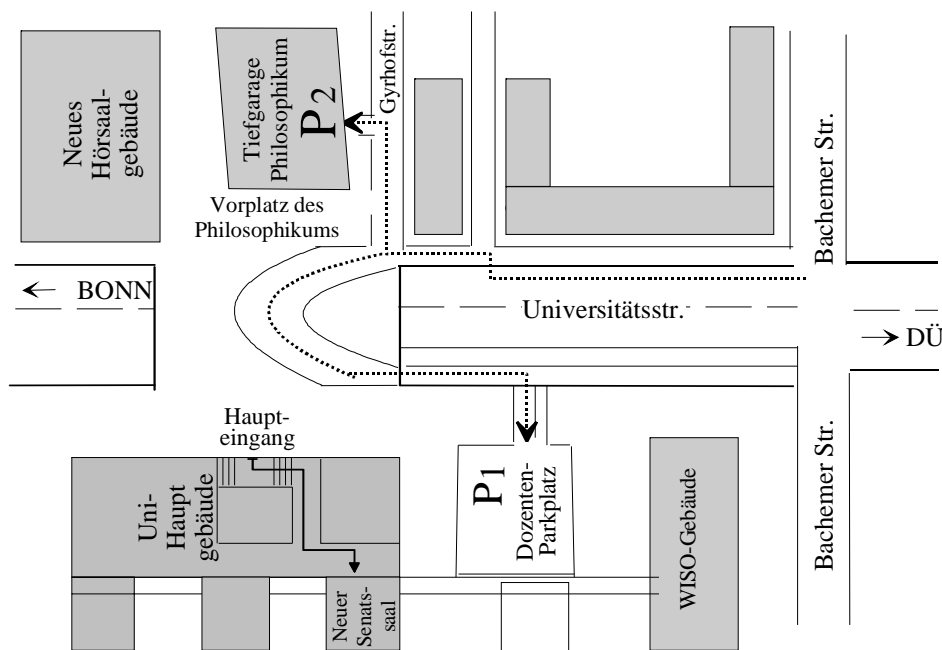 Neues
Hörsaal-
gebäude
Tiefgarage
Philosophikum
P2
Gyrhofstr.
Bachemer Str.
Vorplatz des
Philosophikums
← BONN
Universitätsstr.
→ DÜ
Haupt-
eingang
Uni-
Haupt
gebäude
P1
Dozenten-
Parkplatz
WISO-Gebäude
Bachemer Str.
Neuer
Senats-
saal